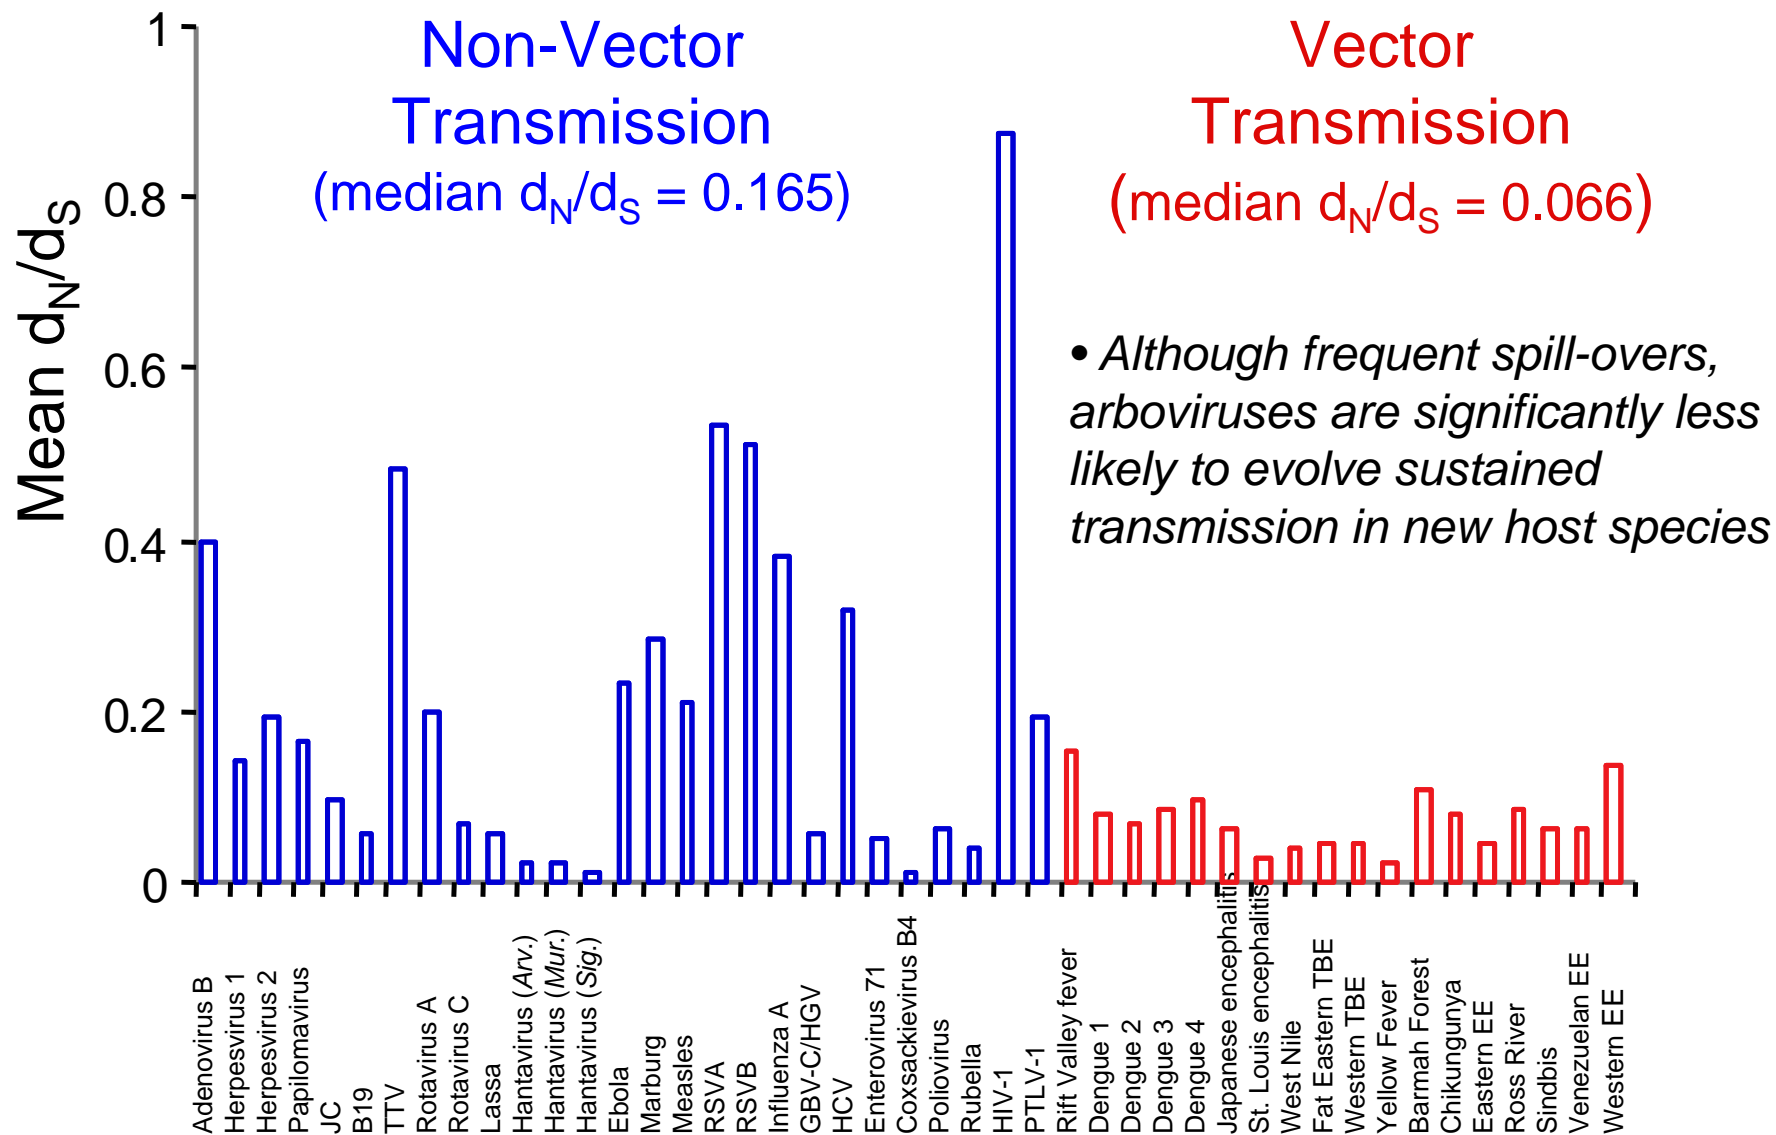 Non-Vector
Transmission
(median dN/dS = 0.165)
Vector
Transmission
(median dN/dS = 0.066)
• Although frequent spill-overs,
arboviruses are significantly less
likely to evolve sustained
transmission in new host species
Mean dN/dS
1
0.8
0.6
0.4
0.2
0
Adenovirus B
Herpesvirus 1
Herpesvirus 2
Papilomavirus
JC
B19
TTV
Rotavirus A
Rotavirus C
Lassa
Hantavirus (Arv.)
Hantavirus (Mur.)
Hantavirus (Sig.)
Ebola
Marburg
Measles
RSVA
RSVB
Influenza A
GBV-C/HGV
HCV
Enterovirus 71
Coxsackievirus B4
Poliovirus
Rubella
HIV-1
PTLV-1
Rift Valley fever
Dengue 1
Dengue 2
Dengue 3
Dengue 4
Japanese encephalitis
St. Louis encephalitis
West Nile
Fat Eastern TBE
Western TBE
Yellow Fever
Barmah Forest
Chikungunya
Eastern EE
Ross River
Sindbis
Venezuelan EE
Western EE